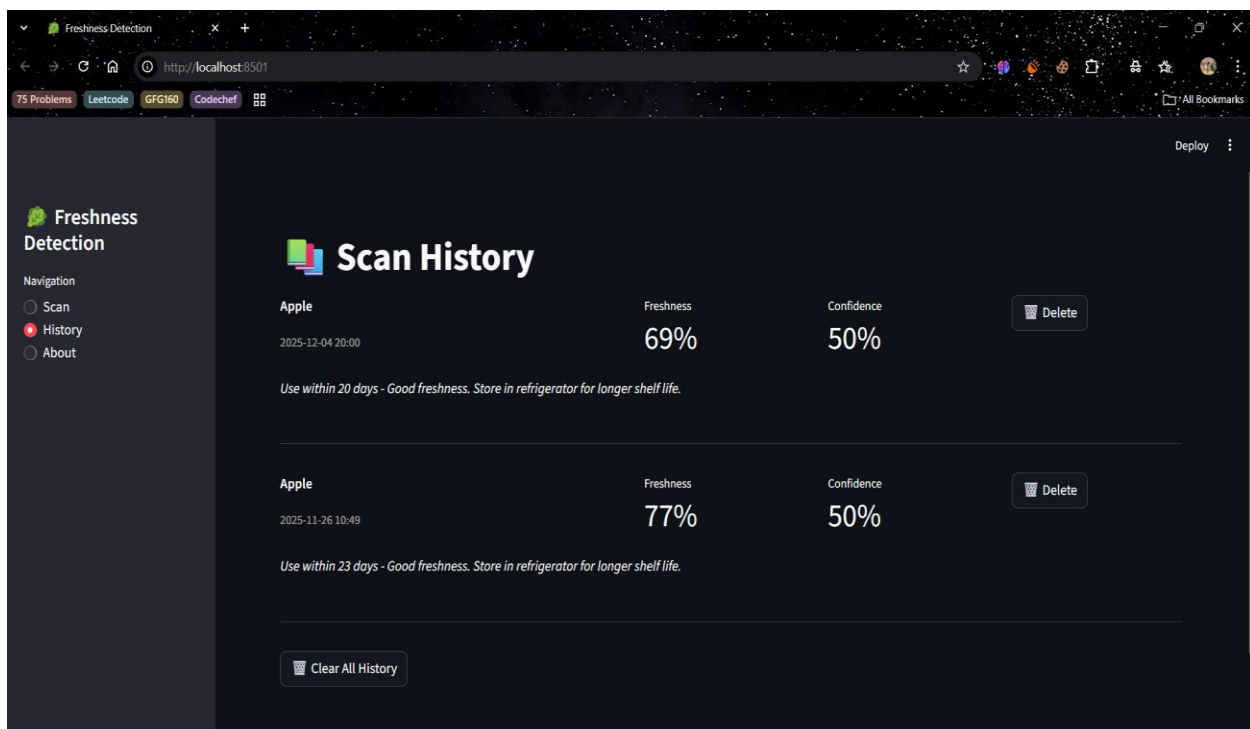 Freshness Detection
http://localhost:8501
75 Problems Leetcode GFG160 Codechef All Bookmarks
Deploy
Freshness
Detection
Navigation
Scan
History
About
Scan History
Apple Freshness Confidence Delete
2025-12-04 20:00 69% 50%
Use within 20 days - Good freshness. Store in refrigerator for longer shelf life.
Apple Freshness Confidence Delete
2025-11-26 10:49 77% 50%
Use within 23 days - Good freshness. Store in refrigerator for longer shelf life.
Clear All History